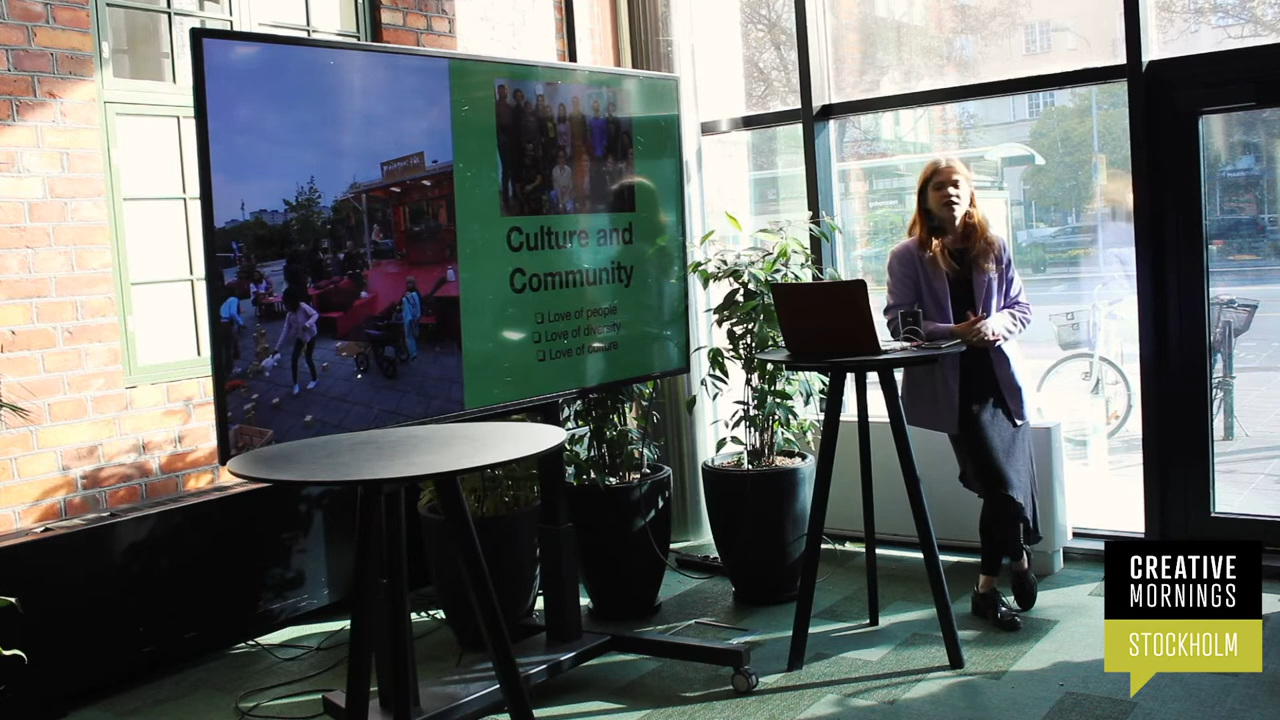 Culture and
Community
❑ Love of people
❑ Love of diversity
❑ Love of culture
CREATIVE
MORNINGS
STOCKHOLM